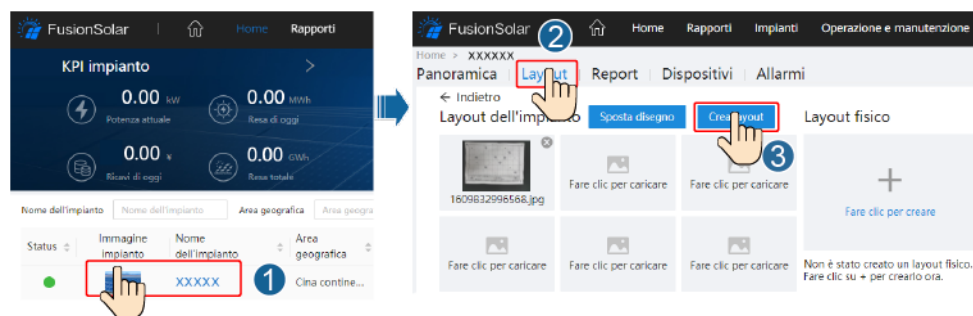 FusionSolar
Home
Rapporti
KPI impianto
0.00 kW
Potenza attuale
0.00 MWh
Resa di oggi
0.00 ¥
Ricavi di oggi
0.00 GWh
Resa totale
Nome dell'impianto
Nome dell'impianto
Area geografica
Area geogra
Status
Immagine impianto
Nome dell'impianto
Area geografica
XXXXX
1
Cina contine...
FusionSolar
2
Home
Rapporti
Impianti
Operazione e manutenzione
Home > XXXXXX
Panoramica
Layout
Report
Dispositivi
Allarmi
← Indietro
Layout dell'impianto
Sposta disegno
Crea layout
3
Layout fisico
1609832996568.jpg
Fare clic per caricare
Fare clic per caricare
Fare clic per creare
Fare clic per caricare
Fare clic per caricare
Fare clic per caricare
Non è stato creato un layout fisico.
Fare clic su + per crearlo ora.